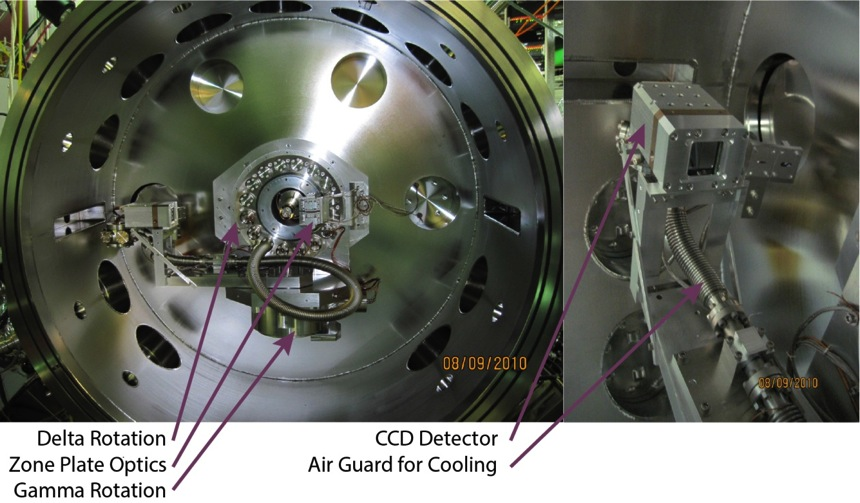 08/09/2010
08/09/2010
Delta Rotation
Zone Plate Optics
Gamma Rotation
CCD Detector
Air Guard for Cooling